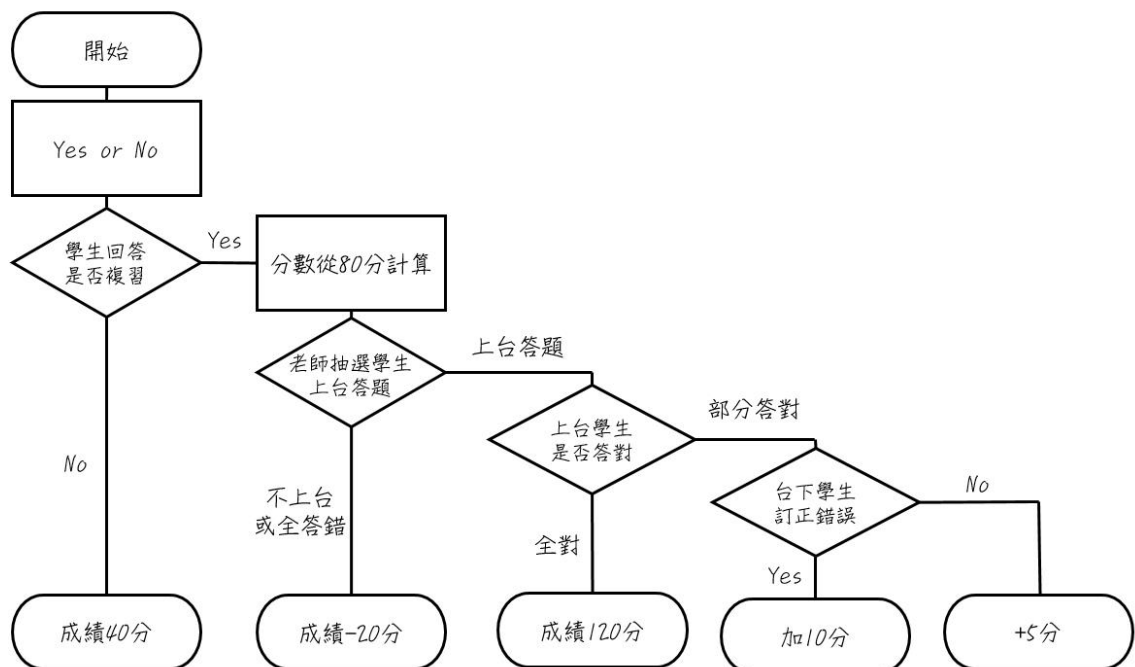 開始
Yes or No
學生回答
是否複習
Yes
分數從80分計算
老師抽選學生
上台答題
上台答題
上台學生
是否答對
部分答對
台下學生
訂正錯誤
No
No
不上台
或全答錯
全對
Yes
成績40分
成績-20分
成績120分
加10分
+5分